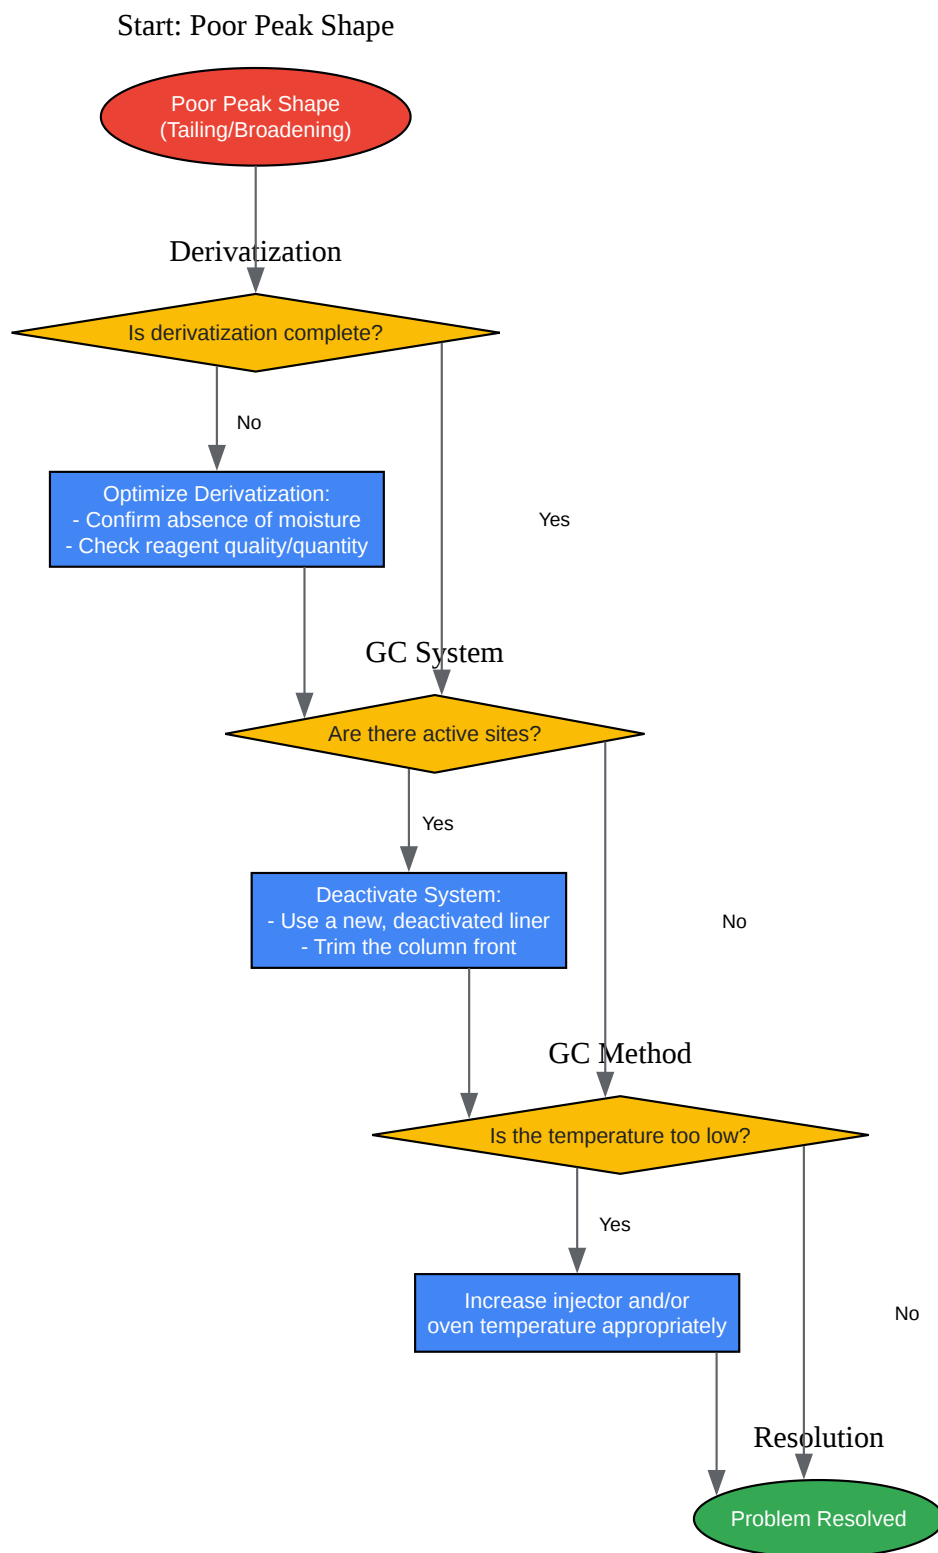 Start: Poor Peak Shape
Poor Peak Shape
(Tailing/Broadening)
Derivatization
Is derivatization complete?
No
Optimize Derivatization:
- Confirm absence of moisture
- Check reagent quality/quantity
Yes
GC System
Are there active sites?
Yes
Deactivate System:
- Use a new, deactivated liner
- Trim the column front
No
GC Method
Is the temperature too low?
Yes
Increase injector and/or
oven temperature appropriately
No
Resolution
Problem Resolved